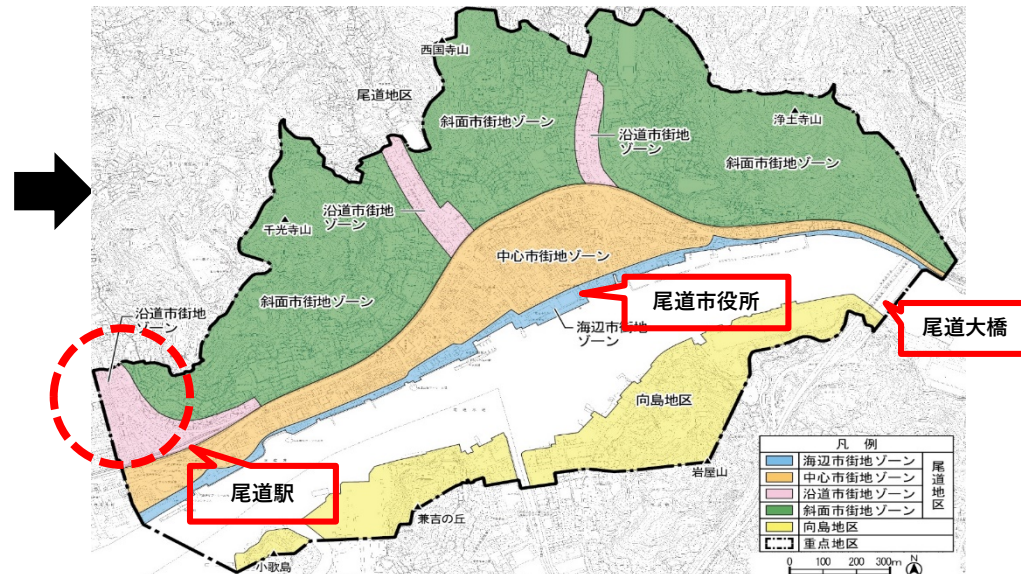 西国寺山
尾道地区
斜面市街地ゾーン
沿道市街地
ゾーン
浄土寺山
斜面市街地ゾーン
沿道市街地
ゾーン
千光寺山
中心市街地ゾーン
斜面市街地ゾーン
尾道市役所
沿道市街地
ゾーン
海辺市街地
ゾーン
尾道大橋
向島地区
尾道駅
岩屋山
兼吉の丘
小歌島
凡 例
海辺市街地ゾーン
中心市街地ゾーン
沿道市街地ゾーン
斜面市街地ゾーン
尾道地区
向島地区
重点地区
0 100 200 300m
N